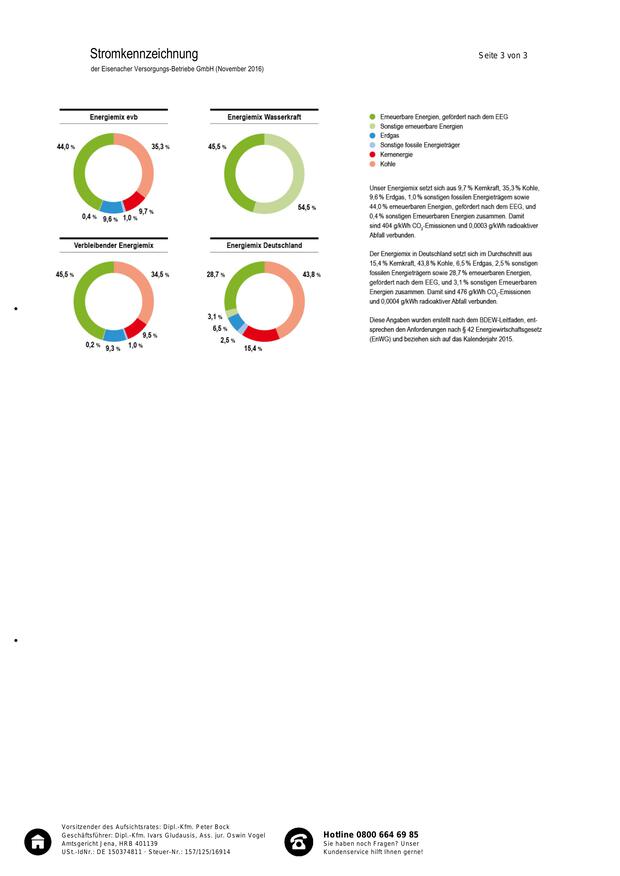 Stromkennzeichnung
Seite 3 von 3
der Eisenacher Versorgungs-Betriebe GmbH (November 2016)
Energiemix evb
44,0 %
35,3 %
0,4 %
9,6 %
1,0 %
9,7 %
Energiemix Wasserkraft
45,5 %
54,5 %
Verbleibender Energiemix
45,5 %
34,5 %
0,2 %
9,3 %
1,0 %
9,5 %
Energiemix Deutschland
28,7 %
43,8 %
3,1 %
6,5 %
2,5 %
15,4 %
Erneuerbare Energien, gefördert nach dem EEG
Sonstige erneuerbare Energien
Erdgas
Sonstige fossile Energieträger
Kernenergie
Kohle
Unser Energiemix setzt sich aus 9,7 % Kernkraft, 35,3 % Kohle,
9,6 % Erdgas, 1,0 % sonstigen fossilen Energieträgern sowie
44,0 % erneuerbaren Energien, gefördert nach dem EEG, und
0,4 % sonstigen Erneuerbaren Energien zusammen. Damit
sind 404 g/kWh CO₂-Emissionen und 0,0003 g/kWh radioaktiver
Abfall verbunden.
Der Energiemix in Deutschland setzt sich im Durchschnitt aus
15,4 % Kernkraft, 43,8 % Kohle, 6,5 % Erdgas, 2,5 % sonstigen
fossilen Energieträgern sowie 28,7 % erneuerbaren Energien,
gefördert nach dem EEG, und 3,1 % sonstigen Erneuerbaren
Energien zusammen. Damit sind 476 g/kWh CO₂-Emissionen
und 0,0004 g/kWh radioaktiver Abfall verbunden.
Diese Angaben wurden erstellt nach dem BDEW-Leitfaden, ent-
sprechen den Anforderungen nach § 42 Energiewirtschaftsgesetz
(EnWG) und beziehen sich auf das Kalenderjahr 2015.
Vorsitzender des Aufsichtsrates: Dipl.-Kfm. Peter Bock
Geschäftsführer: Dipl.-Kfm. Ivars Gludausis, Ass. jur. Oswin Vogel
Amtsgericht Jena, HRB 401139
USt.-IdNr.: DE 150374811 · Steuer-Nr.: 157/125/16914
Hotline 0800 664 69 85
Sie haben noch Fragen? Unser
Kundenservice hilft Ihnen gerne!